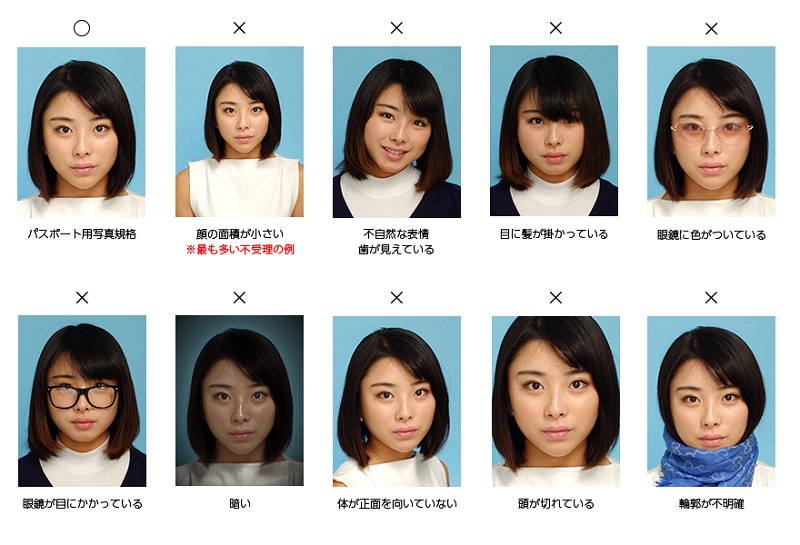 ○ × × × ×
パスポート用写真規格
顔の面積が小さい
※最も多い不受理の例
不自然な表情
歯が見えている
目に髪が掛かっている
眼鏡に色がついている
× × × × ×
眼鏡が目にかかっている
暗い
体が正面を向いていない
頭が切れている
輪郭が不明確